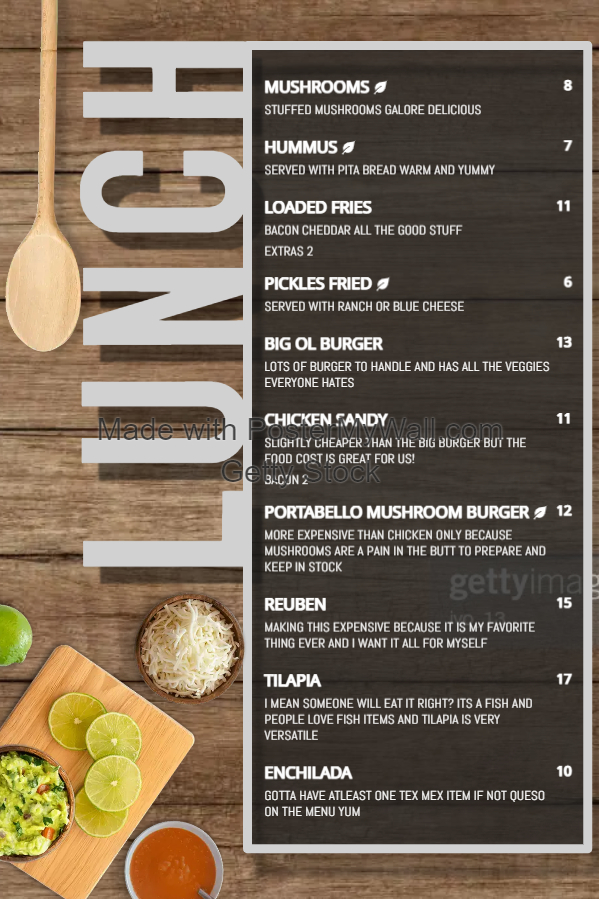 LUNCH
MUSHROOMS 8
STUFFED MUSHROOMS GALORE DELICIOUS
HUMMUS 7
SERVED WITH PITA BREAD WARM AND YUMMY
LOADED FRIES 11
BACON CHEDDAR ALL THE GOOD STUFF
EXTRAS 2
PICKLES FRIED 6
SERVED WITH RANCH OR BLUE CHEESE
BIG OL BURGER 13
LOTS OF BURGER TO HANDLE AND HAS ALL THE VEGGIES
EVERYONE HATES
CHICKEN SANDY 11
Made with PosterMyWall.com
SLIGHTLY CHEAPER THAN THE BIG BURGER BUT THE
FOOD COST IS GREAT FOR US!
Getty Stock
BACON 2
PORTABELLO MUSHROOM BURGER 12
MORE EXPENSIVE THAN CHICKEN ONLY BECAUSE
MUSHROOMS ARE A PAIN IN THE BUTT TO PREPARE AND
KEEP IN STOCK
gettyimag
REUBEN 15
MAKING THIS EXPENSIVE BECAUSE IT IS MY FAVORITE
THING EVER AND I WANT IT ALL FOR MYSELF
TILAPIA 17
I MEAN SOMEONE WILL EAT IT RIGHT? ITS A FISH AND
PEOPLE LOVE FISH ITEMS AND TILAPIA IS VERY
VERSATILE
ENCHILADA 10
GOTTA HAVE ATLEAST ONE TEX MEX ITEM IF NOT QUESO
ON THE MENU YUM